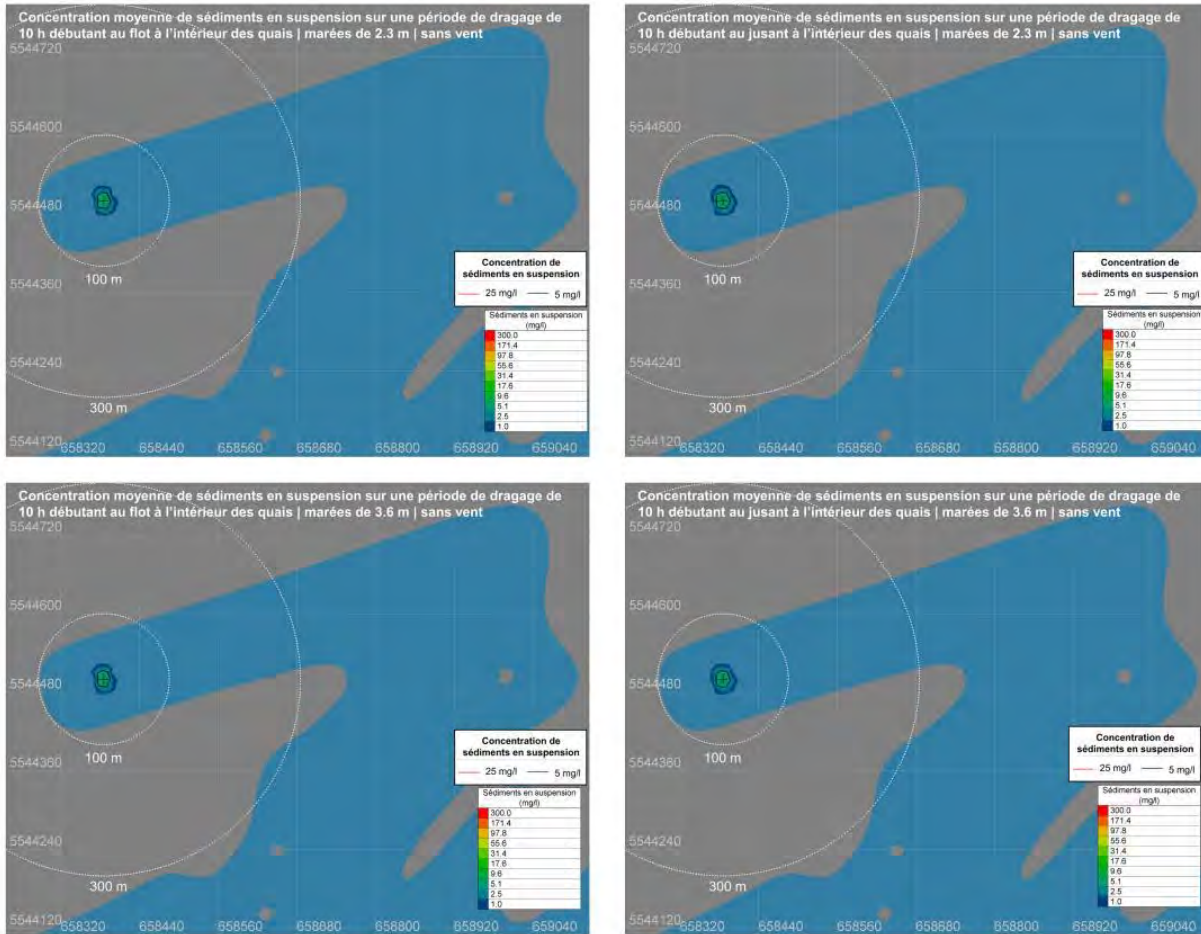 Concentration moyenne de sédiments en suspension sur une période de dragage de
10 h débutant au flot à l'intérieur des quais | marées de 2.3 m | sans vent
5544720
5544600
5544480
100 m
5544360
5544240
300 m
5544120
658320 658440 658560 658680 658800 658920 659040
Concentration de
sédiments en suspension
25 mg/l 5 mg/l
Sédiments en suspension
(mg/l)
300.0
171.4
97.8
55.6
31.4
17.6
9.6
5.1
2.5
1.0
Concentration moyenne de sédiments en suspension sur une période de dragage de
10 h débutant au jusant à l'intérieur des quais | marées de 2.3 m | sans vent
5544720
5544600
5544480
100 m
5544360
5544240
300 m
5544120
658320 658440 658560 658680 658800 658920 659040
Concentration de
sédiments en suspension
25 mg/l 5 mg/l
Sédiments en suspension
(mg/l)
300.0
171.4
97.8
55.6
31.4
17.6
9.6
5.1
2.5
1.0
Concentration moyenne de sédiments en suspension sur une période de dragage de
10 h débutant au flot à l'intérieur des quais | marées de 3.6 m | sans vent
5544720
5544600
5544480
100 m
5544360
5544240
300 m
5544120
658320 658440 658560 658680 658800 658920 659040
Concentration de
sédiments en suspension
25 mg/l 5 mg/l
Sédiments en suspension
(mg/l)
300.0
171.4
97.8
55.6
31.4
17.6
9.6
5.1
2.5
1.0
Concentration moyenne de sédiments en suspension sur une période de dragage de
10 h débutant au jusant à l'intérieur des quais | marées de 3.6 m | sans vent
5544720
5544600
5544480
100 m
5544360
5544240
300 m
5544120
658320 658440 658560 658680 658800 658920 659040
Concentration de
sédiments en suspension
25 mg/l 5 mg/l
Sédiments en suspension
(mg/l)
300.0
171.4
97.8
55.6
31.4
17.6
9.6
5.1
2.5
1.0